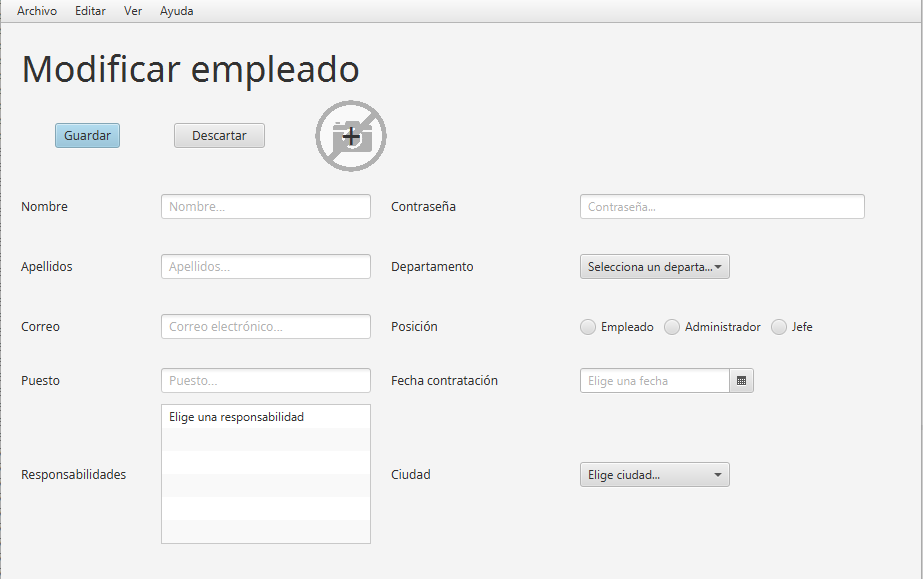 Archivo Editar Ver Ayuda
Modificar empleado
Guardar Descartar
Nombre Nombre... Contraseña Contraseña...
Apellidos Apellidos... Departamento Selecciona un departa...
Correo Correo electrónico... Posición Empleado Administrador Jefe
Puesto Puesto... Fecha contratación Elige una fecha
Elige una responsabilidad
Responsabilidades Ciudad Elige ciudad...